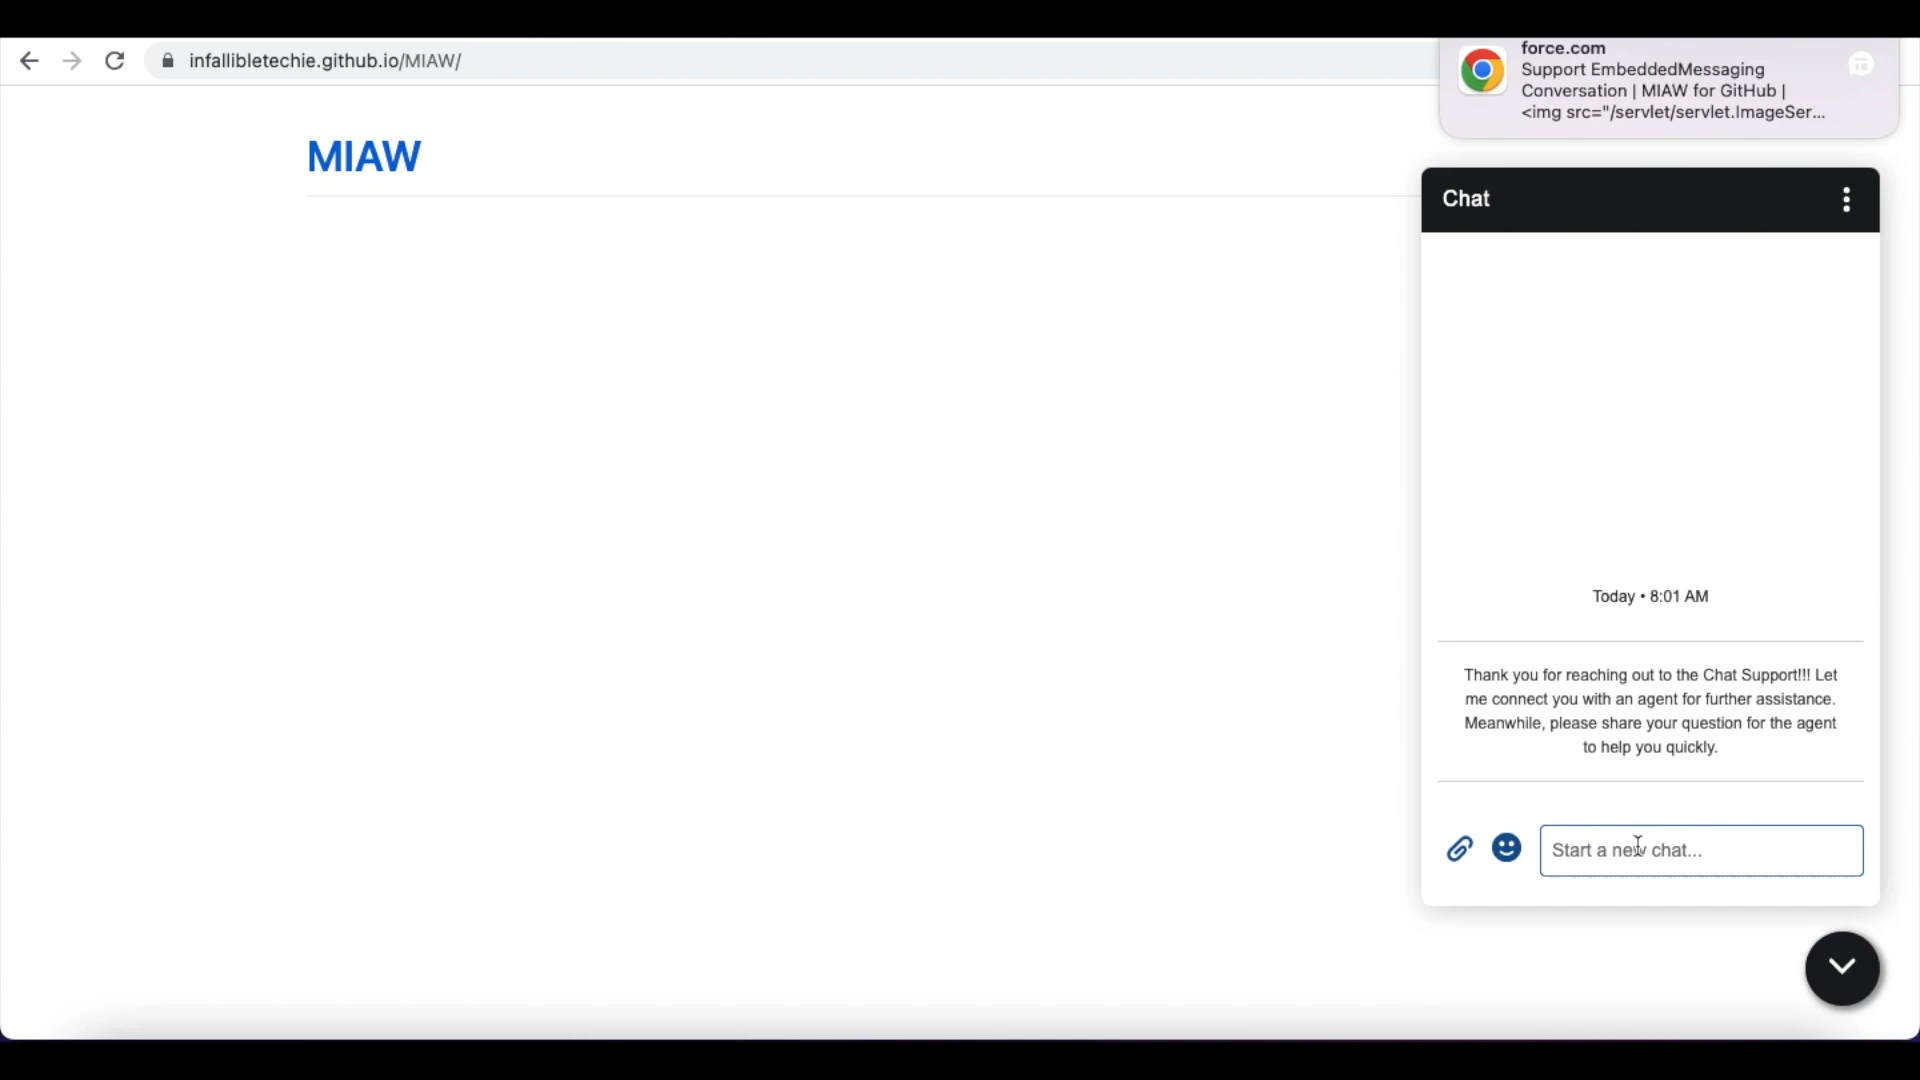 infallibletechie.github.io/MIAW/
force.com
Support EmbeddedMessaging
Conversation | MIAW for GitHub |
<img src="/servlet/servlet.ImageSer...
MIAW
Chat
Today • 8:01 AM
Thank you for reaching out to the Chat Support!!! Let
me connect you with an agent for further assistance.
Meanwhile, please share your question for the agent
to help you quickly.
Start a new chat...